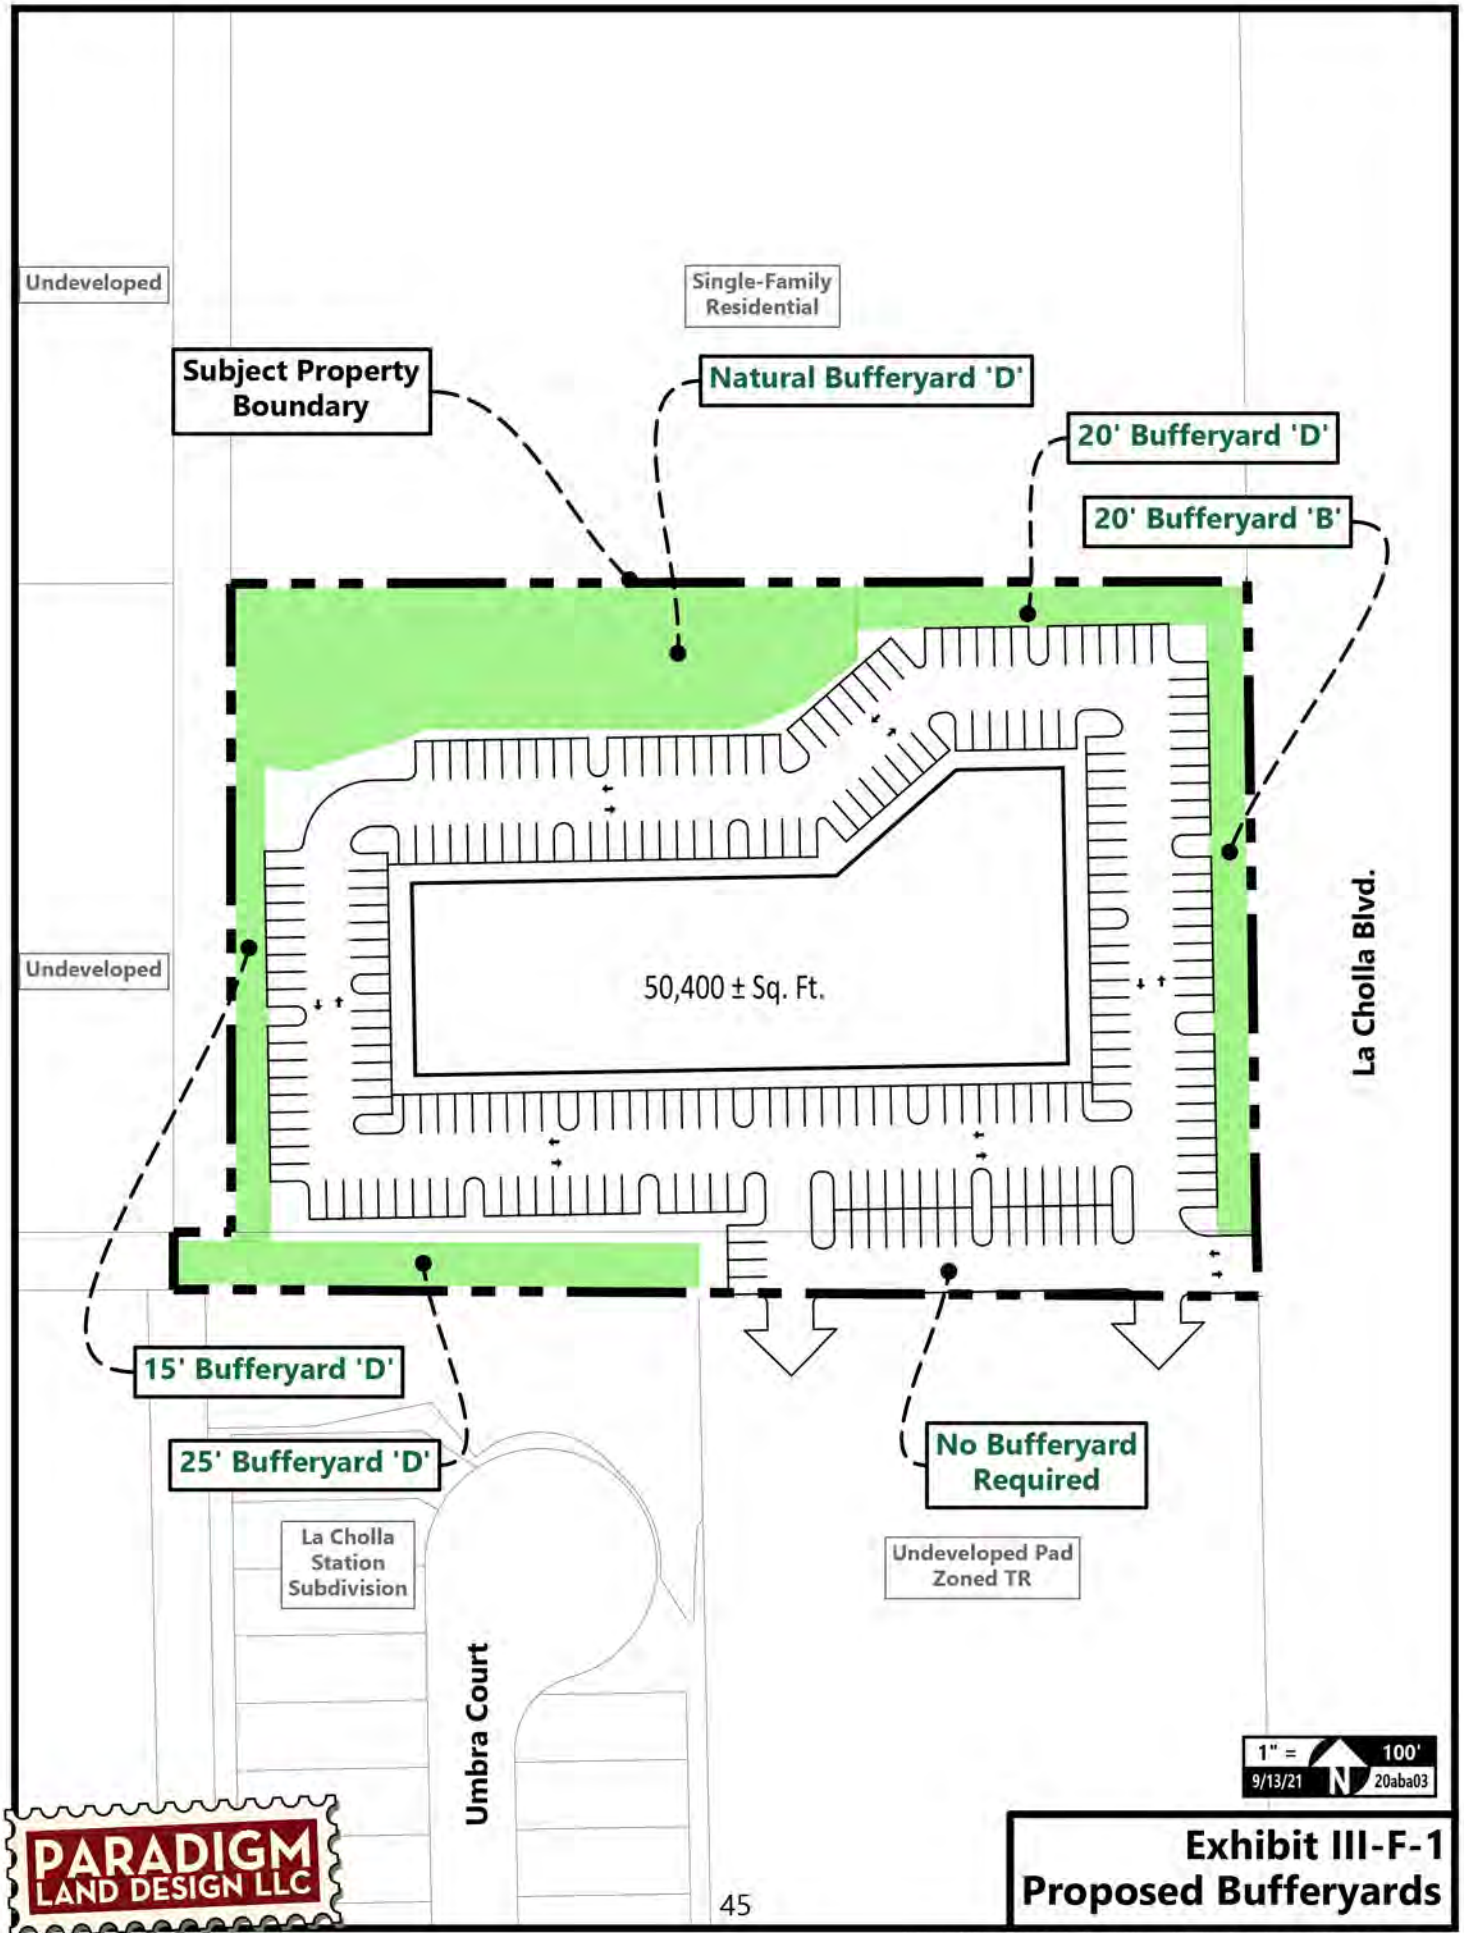 Undeveloped
Single-Family
Residential
Subject Property
Boundary
Natural Bufferyard 'D'
20' Bufferyard 'D'
20' Bufferyard 'B'
Undeveloped
50,400 ± Sq. Ft.
La Cholla Blvd.
15' Bufferyard 'D'
25' Bufferyard 'D'
No Bufferyard
Required
La Cholla
Station
Subdivision
Undeveloped Pad
Zoned TR
Umbra Court
1" = 100'
9/13/21 N 20aba03
PARADIGM
LAND DESIGN LLC
Exhibit III-F-1
Proposed Bufferyards
45